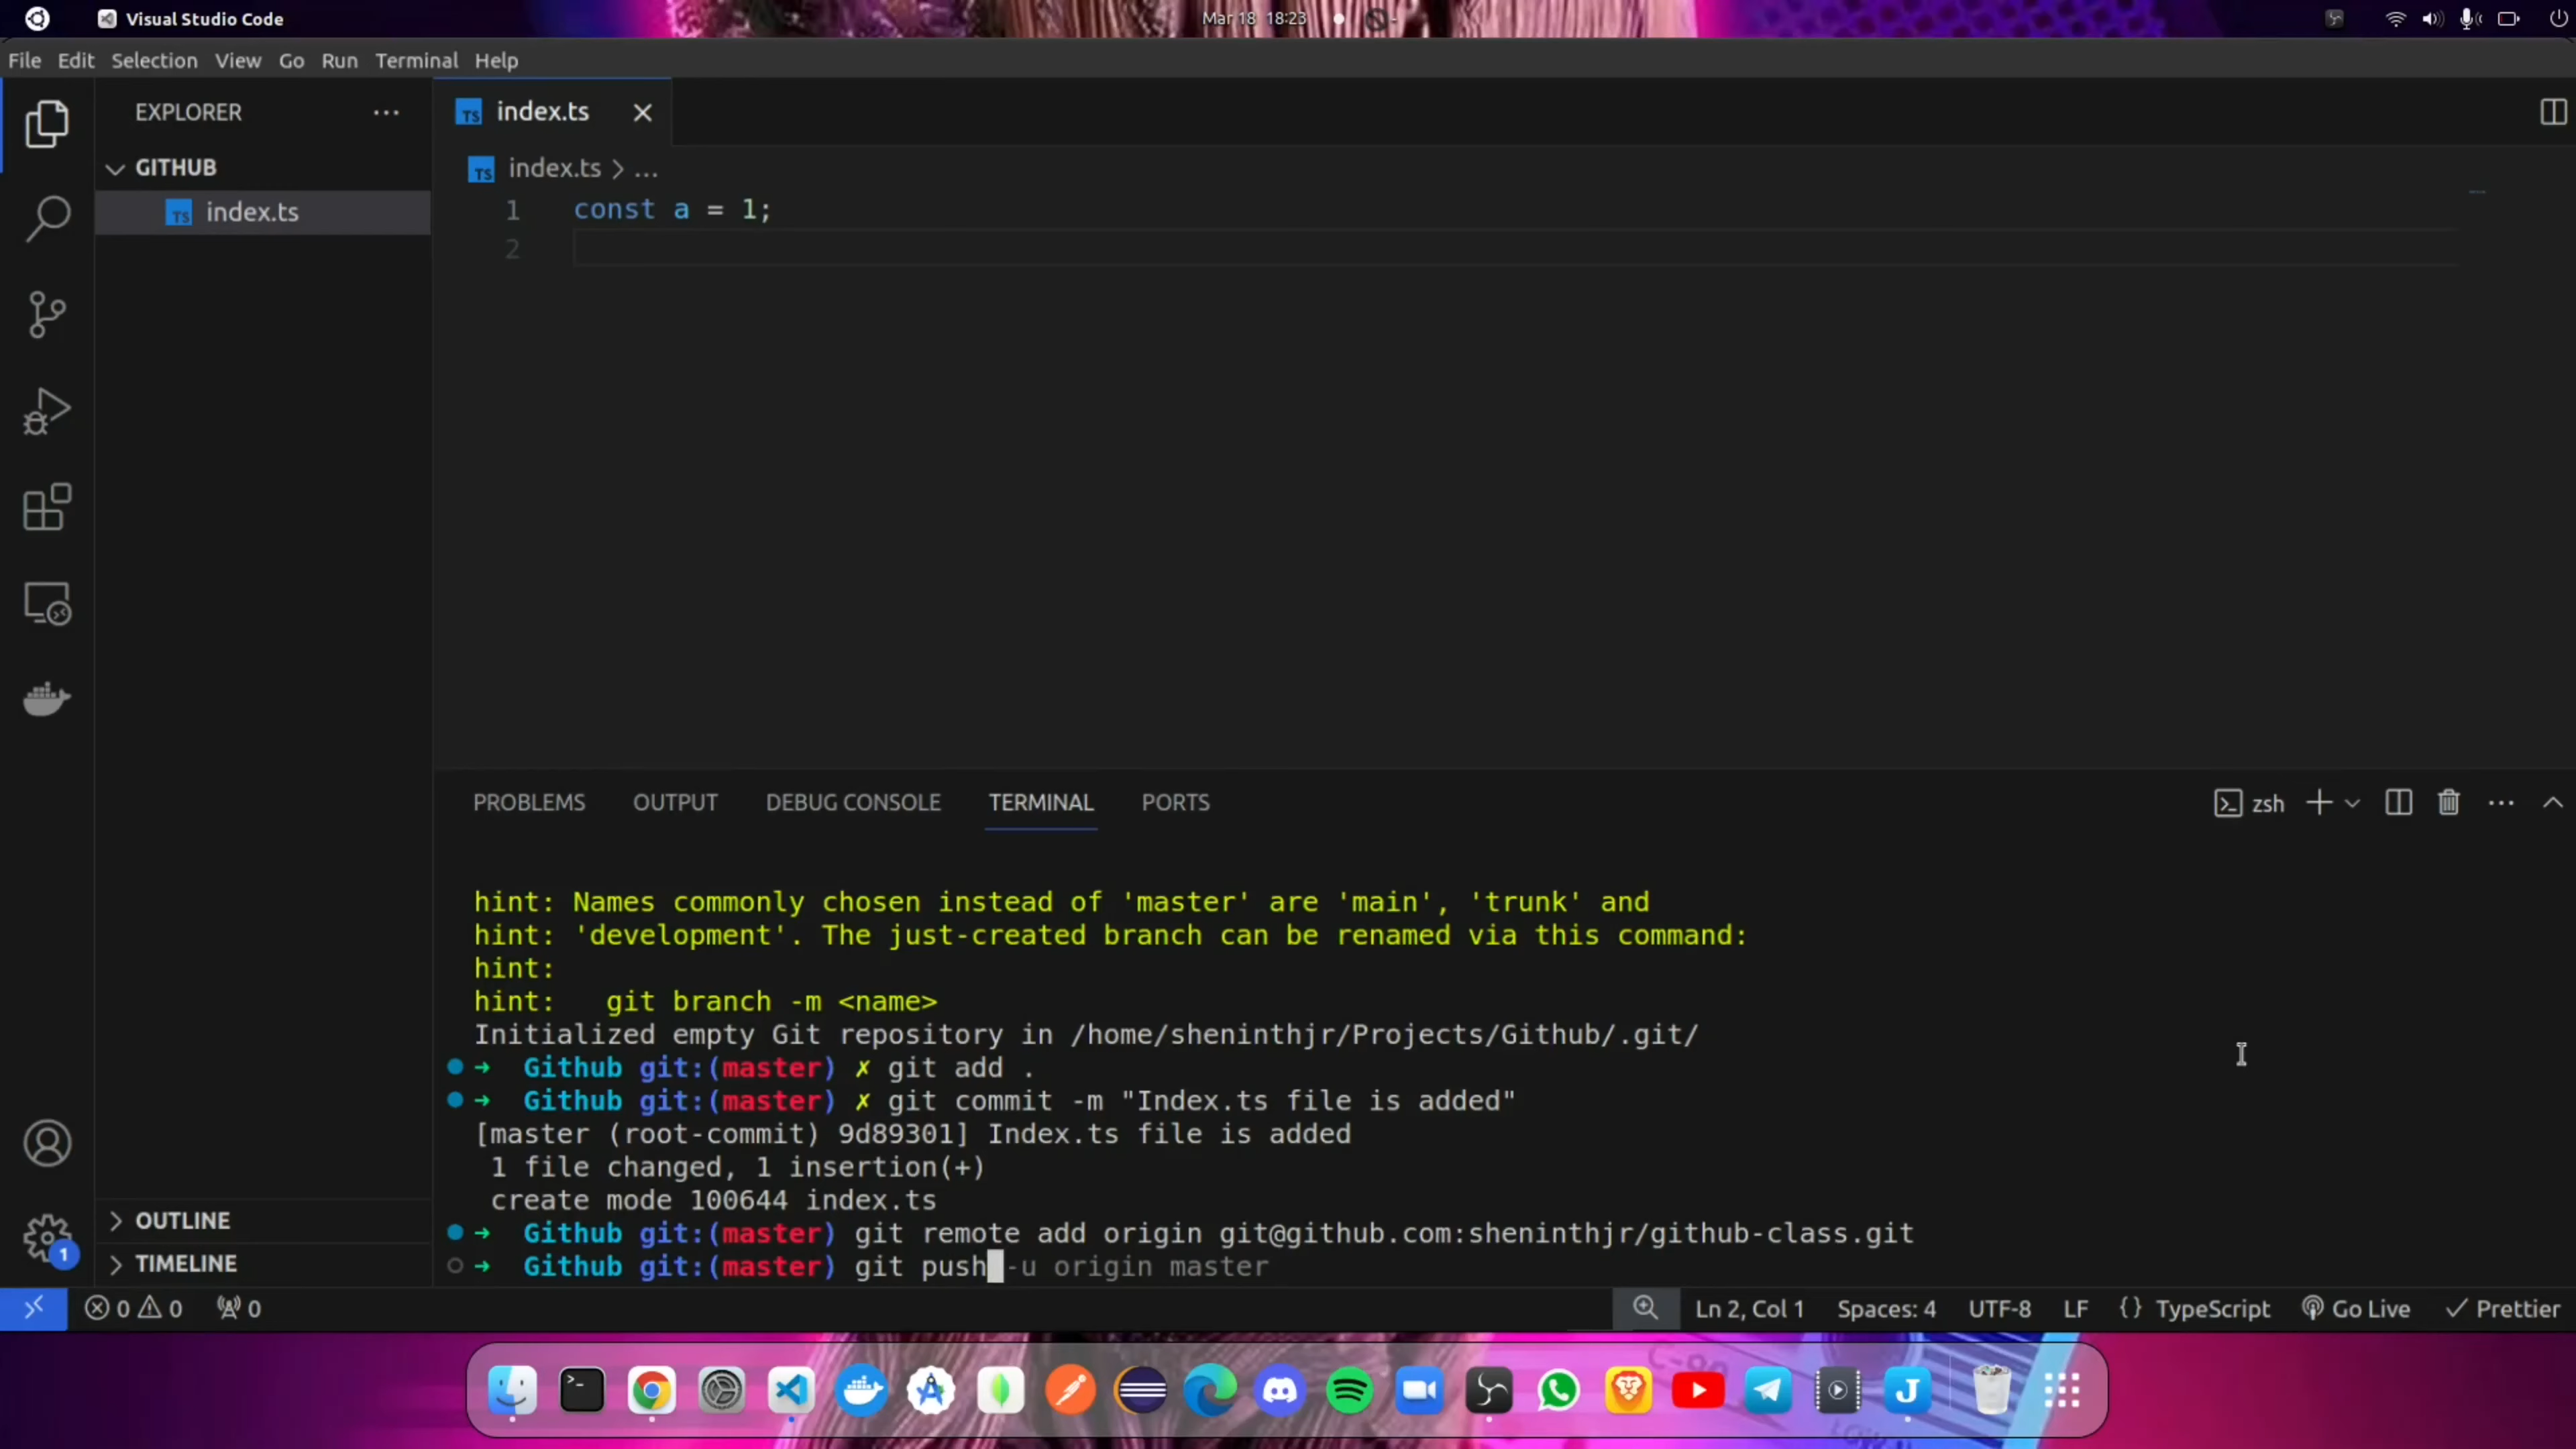 Visual Studio Code
Mar 18 18:23
File Edit Selection View Go Run Terminal Help
EXPLORER
TS index.ts
GITHUB
TS index.ts > ...
TS index.ts
1 const a = 1;
2
PROBLEMS OUTPUT DEBUG CONSOLE TERMINAL PORTS
zsh
hint: Names commonly chosen instead of 'master' are 'main', 'trunk' and
hint: 'development'. The just-created branch can be renamed via this command:
hint:
hint:   git branch -m <name>
Initialized empty Git repository in /home/sheninthjr/Projects/Github/.git/
➜  Github git:(master) ✗ git add .
➜  Github git:(master) ✗ git commit -m "Index.ts file is added"
[master (root-commit) 9d89301] Index.ts file is added
 1 file changed, 1 insertion(+)
 create mode 100644 index.ts
➜  Github git:(master) git remote add origin git@github.com:sheninthjr/github-class.git
➜  Github git:(master) git push -u origin master
OUTLINE
1
TIMELINE
0 0 0
Ln 2, Col 1 Spaces: 4 UTF-8 LF {} TypeScript Go Live Prettier